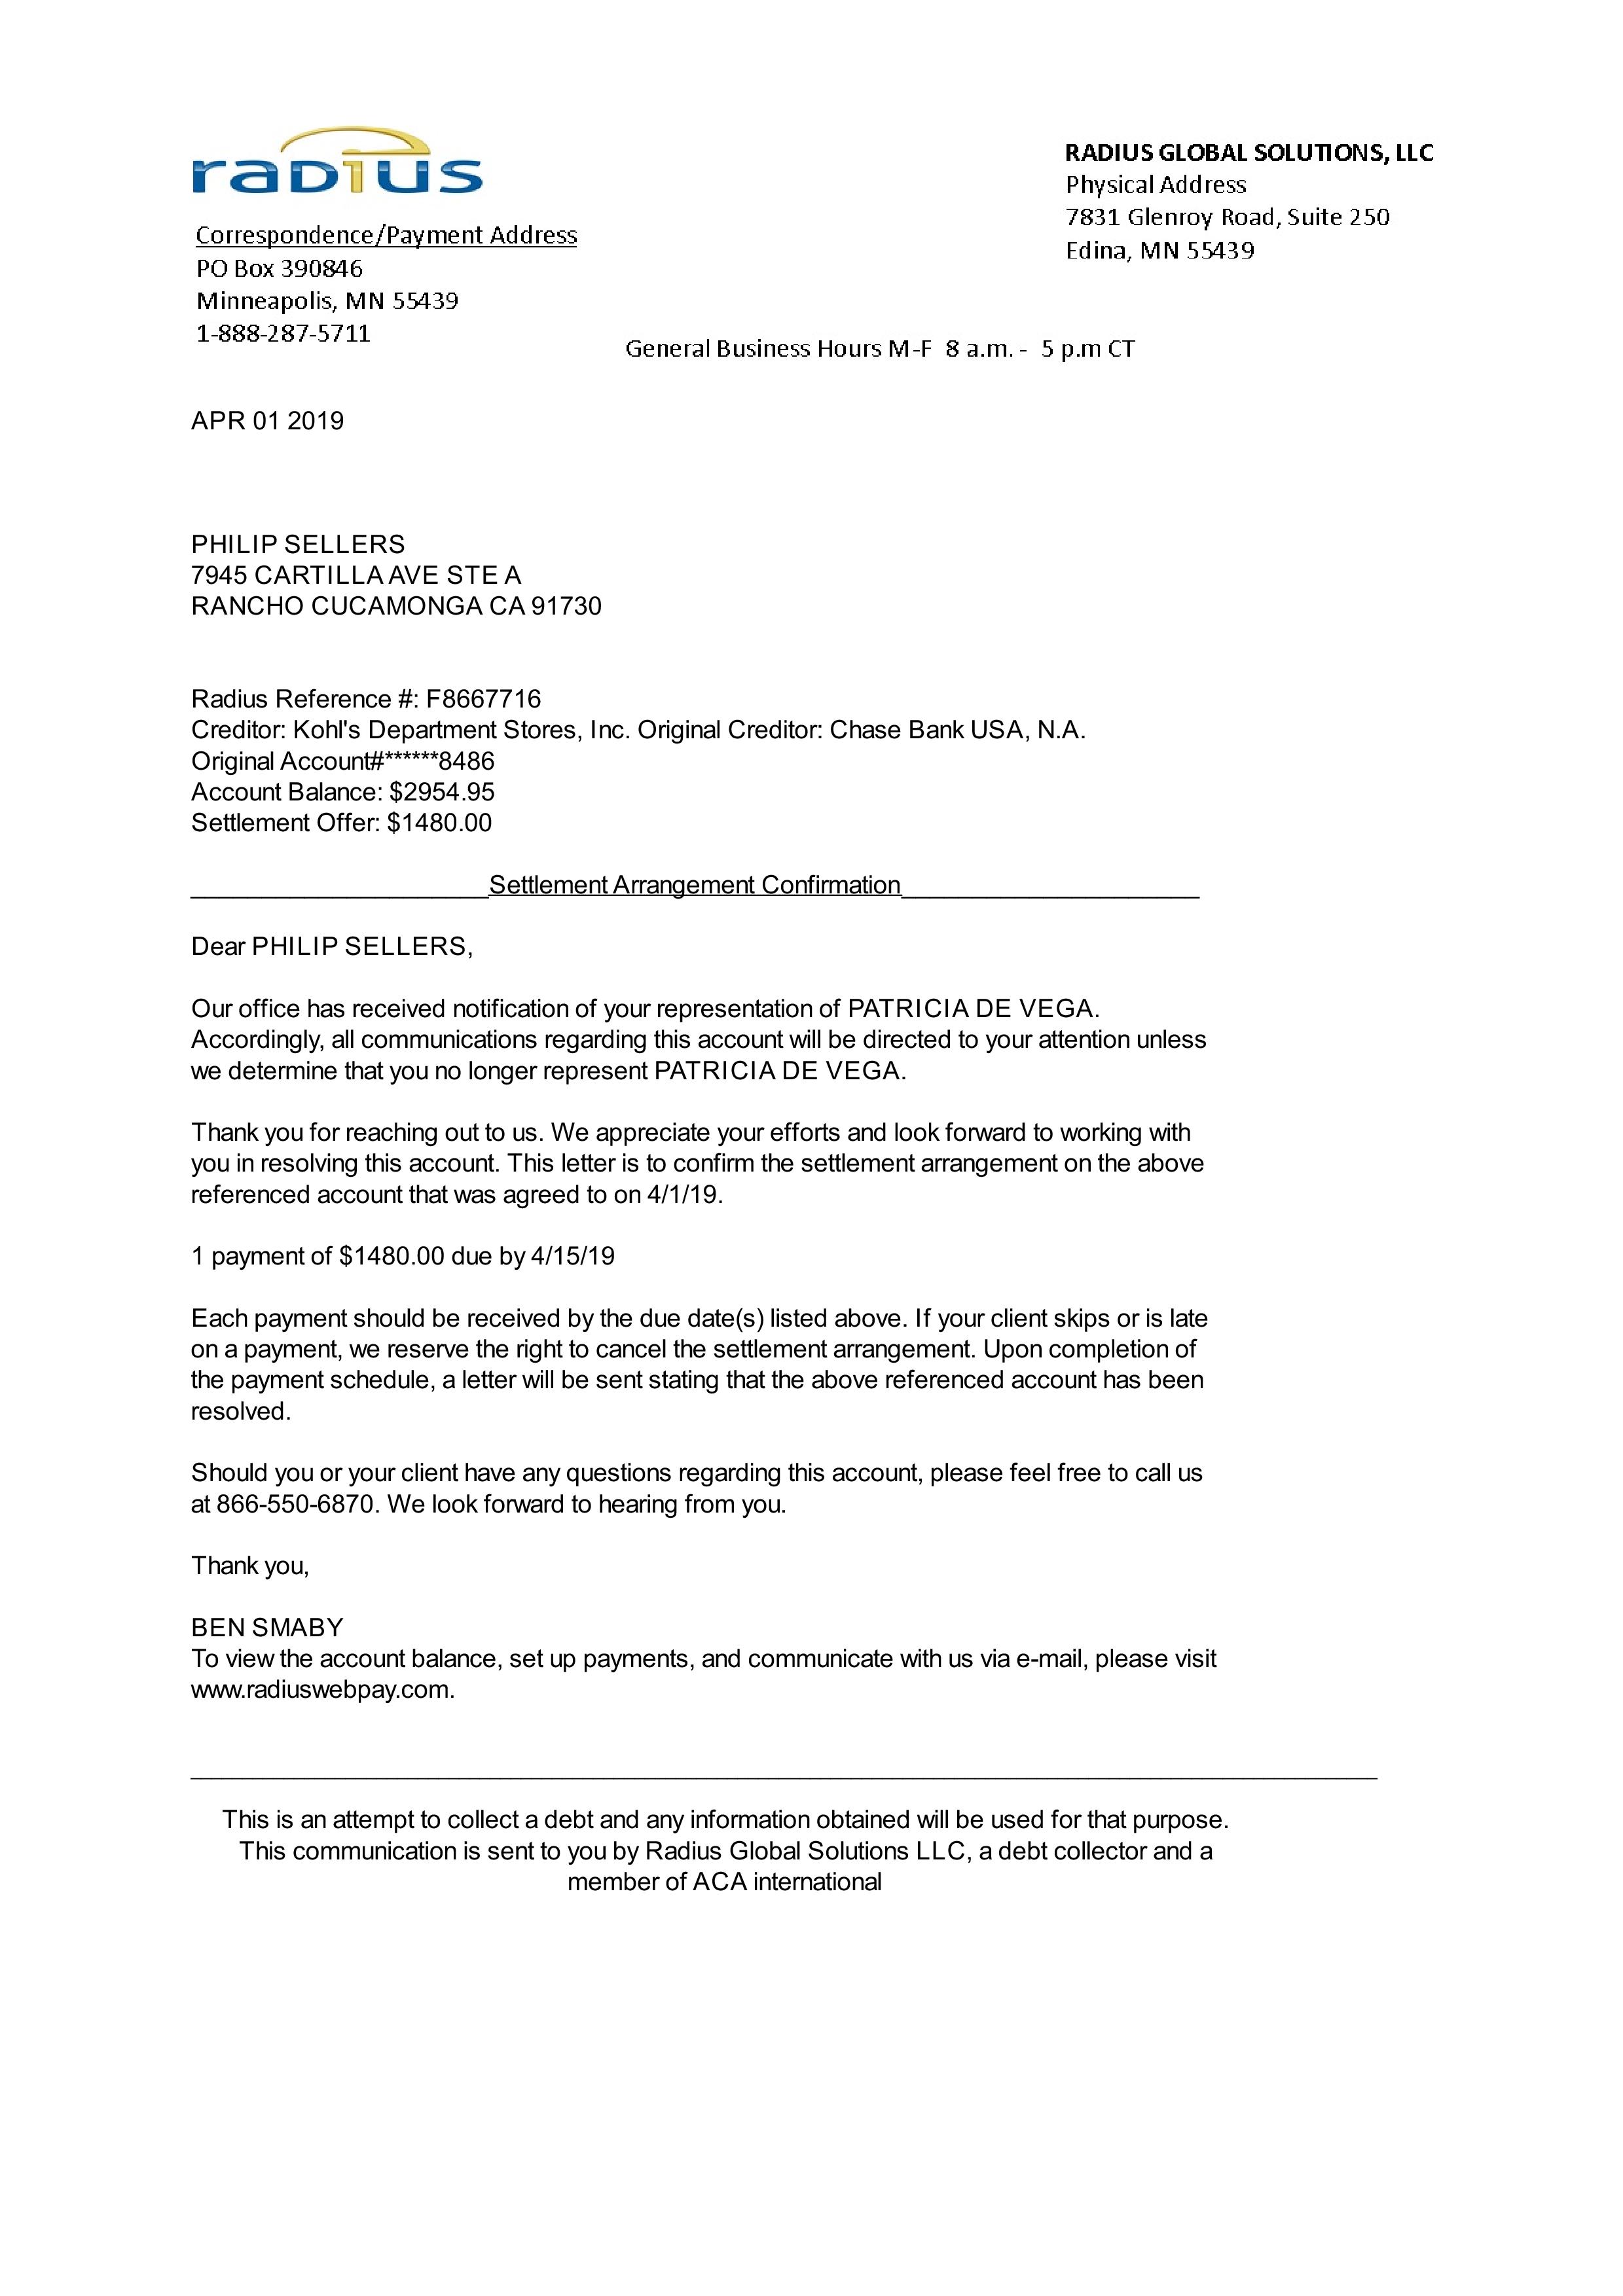 radius
RADIUS GLOBAL SOLUTIONS, LLC
Physical Address
7831 Glenroy Road, Suite 250
Edina, MN 55439
Correspondence/Payment Address
PO Box 390846
Minneapolis, MN 55439
1-888-287-5711
General Business Hours M-F 8 a.m. - 5 p.m CT
APR 01 2019
PHILIP SELLERS
7945 CARTILLA AVE STE A
RANCHO CUCAMONGA CA 91730
Radius Reference #: F8667716
Creditor: Kohl's Department Stores, Inc. Original Creditor: Chase Bank USA, N.A.
Original Account#******8486
Account Balance: $2954.95
Settlement Offer: $1480.00
Settlement Arrangement Confirmation
Dear PHILIP SELLERS,
Our office has received notification of your representation of PATRICIA DE VEGA.
Accordingly, all communications regarding this account will be directed to your attention unless
we determine that you no longer represent PATRICIA DE VEGA.
Thank you for reaching out to us. We appreciate your efforts and look forward to working with
you in resolving this account. This letter is to confirm the settlement arrangement on the above
referenced account that was agreed to on 4/1/19.
1 payment of $1480.00 due by 4/15/19
Each payment should be received by the due date(s) listed above. If your client skips or is late
on a payment, we reserve the right to cancel the settlement arrangement. Upon completion of
the payment schedule, a letter will be sent stating that the above referenced account has been
resolved.
Should you or your client have any questions regarding this account, please feel free to call us
at 866-550-6870. We look forward to hearing from you.
Thank you,
BEN SMABY
To view the account balance, set up payments, and communicate with us via e-mail, please visit
www.radiuswebpay.com.
This is an attempt to collect a debt and any information obtained will be used for that purpose.
This communication is sent to you by Radius Global Solutions LLC, a debt collector and a
member of ACA international